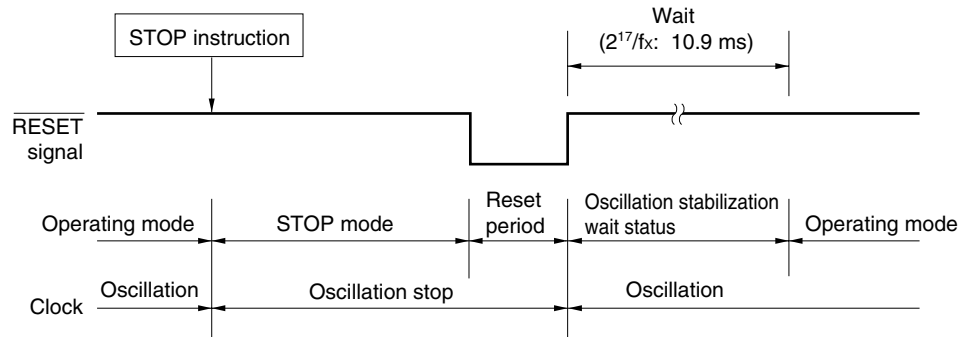 Wait
(2¹⁷/fx: 10.9 ms)
STOP instruction
RESET
signal
Operating mode
STOP mode
Reset
period
Oscillation stabilization
wait status
Operating mode
Clock
Oscillation
Oscillation stop
Oscillation